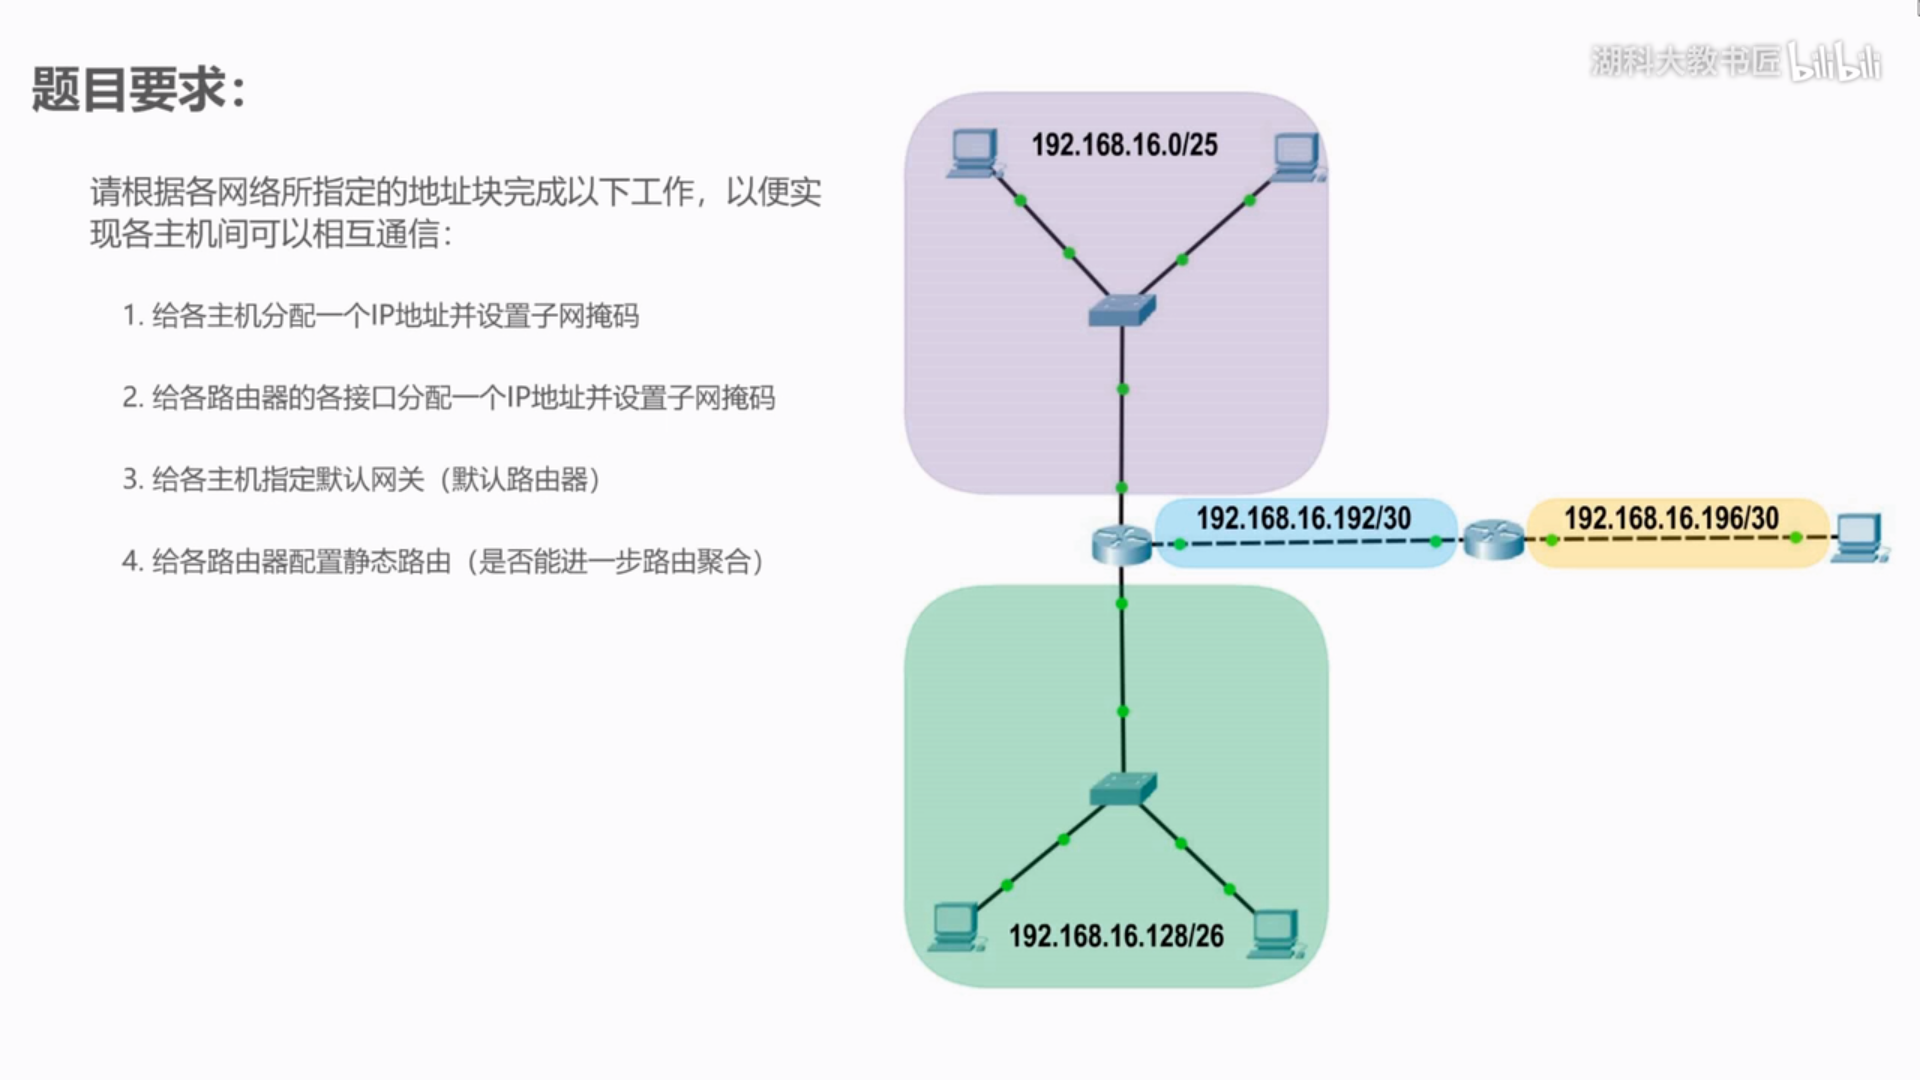 题目要求：
湖科大教书匠 bilibili
请根据各网络所指定的地址块完成以下工作，以便实
现各主机间可以相互通信：
1. 给各主机分配一个IP地址并设置子网掩码
2. 给各路由器的各接口分配一个IP地址并设置子网掩码
3. 给各主机指定默认网关（默认路由器）
4. 给各路由器配置静态路由（是否能进一步路由聚合）
192.168.16.0/25
192.168.16.192/30
192.168.16.196/30
192.168.16.128/26